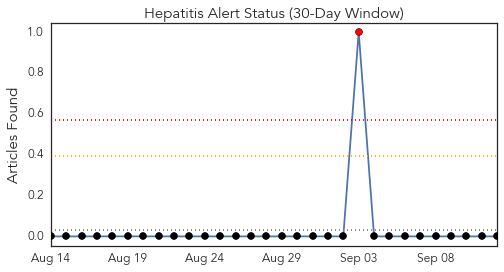 Hepatitis Alert Status (30-Day Window)
Articles Found
1.0
0.8
0.6
0.4
0.2
0.0
Aug 14 Aug 19 Aug 24 Aug 29 Sep 03 Sep 08